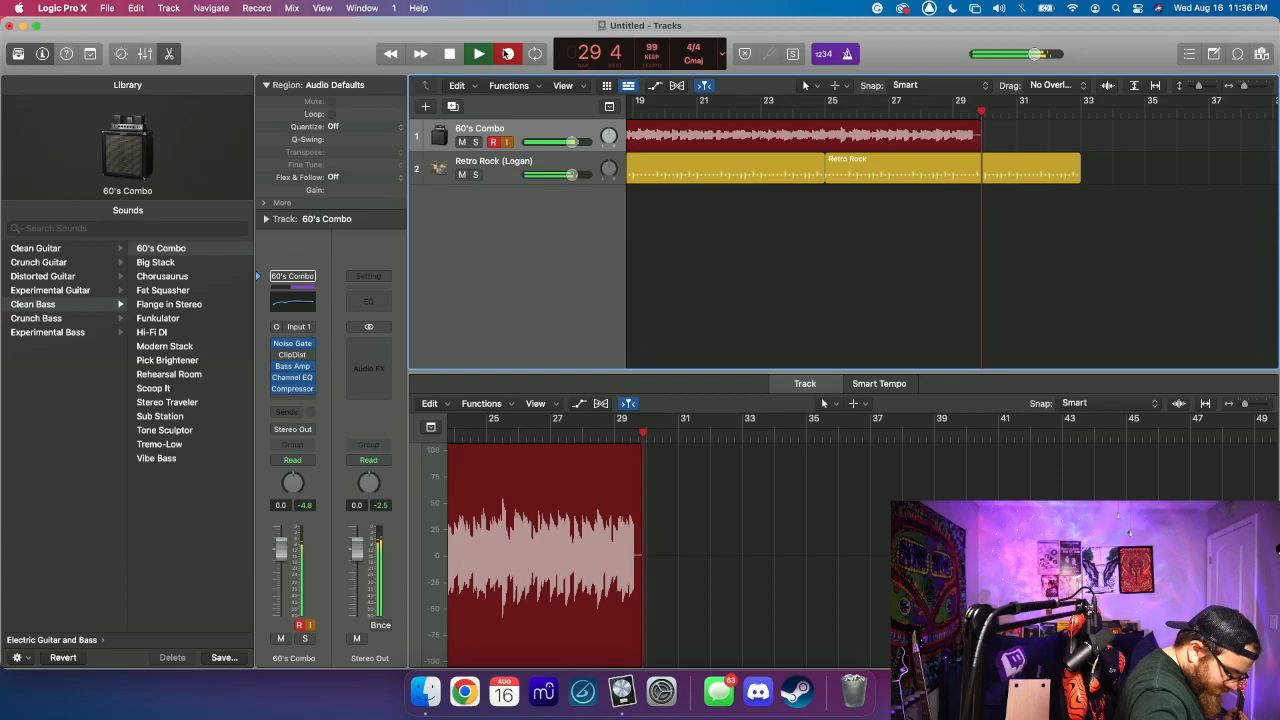 Logic Pro X File Edit Track Navigate Record Mix View Window 1 Help Wed Aug 16 11:36 PM
Untitled - Tracks
29 4 99 4/4
BAR BEAT KEEP TEMPO Cmaj
1234
Library
Region: Audio Defaults
Mute:
Loop:
Quantize: Off
Q-Swing:
Transpose:
Fine Tune:
Flex & Follow: Off
Gain:
More
Track: 60's Combo
60's Combo
Sounds
Search Sounds
Clean Guitar
Crunch Guitar
Distorted Guitar
Experimental Guitar
Clean Bass
Crunch Bass
Experimental Bass
60's Combo
Big Stack
Chorusaurus
Fat Squasher
Flange in Stereo
Funkulator
Hi-Fi DI
Modern Stack
Pick Brightener
Rehearsal Room
Scoop It
Stereo Traveler
Sub Station
Tone Sculptor
Tremo-Low
Vibe Bass
Electric Guitar and Bass
Revert Delete Save...
60's Combo Setting
EQ
Input 1
Noise Gate
ClipDist
Bass Amp
Channel EQ
Compressor
Audio FX
Sends
Stereo Out
Group Group
Read Read
0.0 -4.8 0.0 -2.5
R I Bnce
M S M
60's Combo Stereo Out
Edit Functions View Snap: Smart Drag: No Overl...
19 21 23 25 27 29 31 33 35 37
1 60's Combo
M S R I
2 Retro Rock (Logan)
M S
Retro Rock
Track Smart Tempo
Edit Functions View Snap: Smart
25 27 29 31 33 35 37 39 41 43 45 47 49
100
75
50
25
0
-25
-50
-75
-100
AUG
16
63